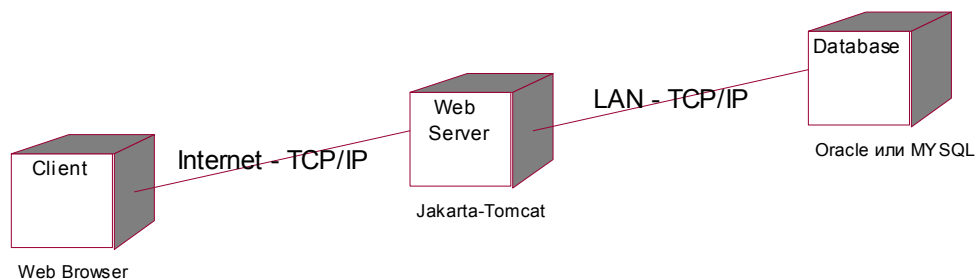 Client
Internet - TCP/IP
Web Browser
Web
Server
Jakarta-Tomcat
LAN - TCP/IP
Database
Oracle или MYSQL